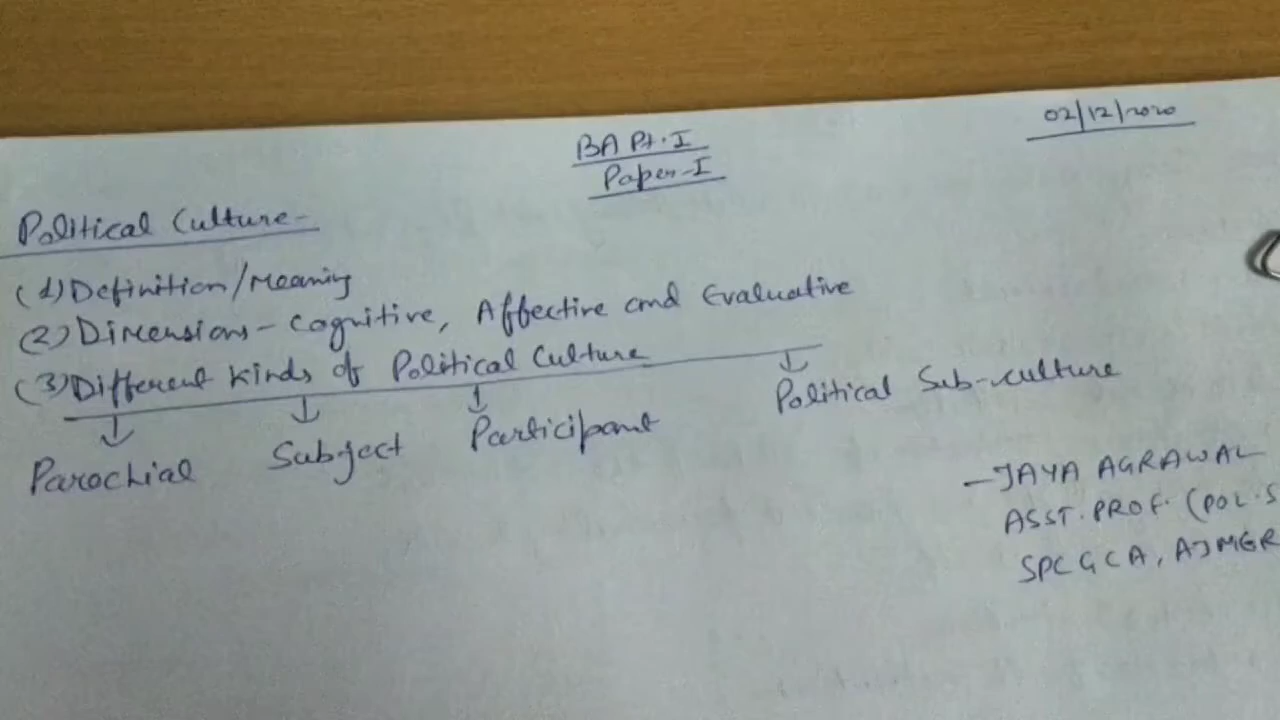 02/12/2020
BA Pt. I
Paper-I
Political Culture-
(1) Definition/Meaning
(2) Dimensions - Cognitive, Affective and Evaluative
(3) Different kinds of Political Culture
↓ ↓ ↓ ↓
Parochial Subject Participant Political Sub-culture
- JAYA AGRAWAL
ASST. PROF. (POL. S
SPCGCA, AJMER